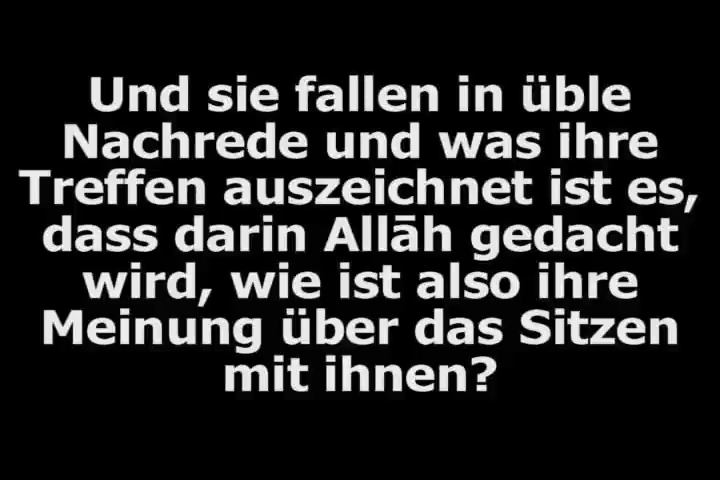 Und sie fallen in üble
Nachrede und was ihre
Treffen auszeichnet ist es,
dass darin Allāh gedacht
wird, wie ist also ihre
Meinung über das Sitzen
mit ihnen?